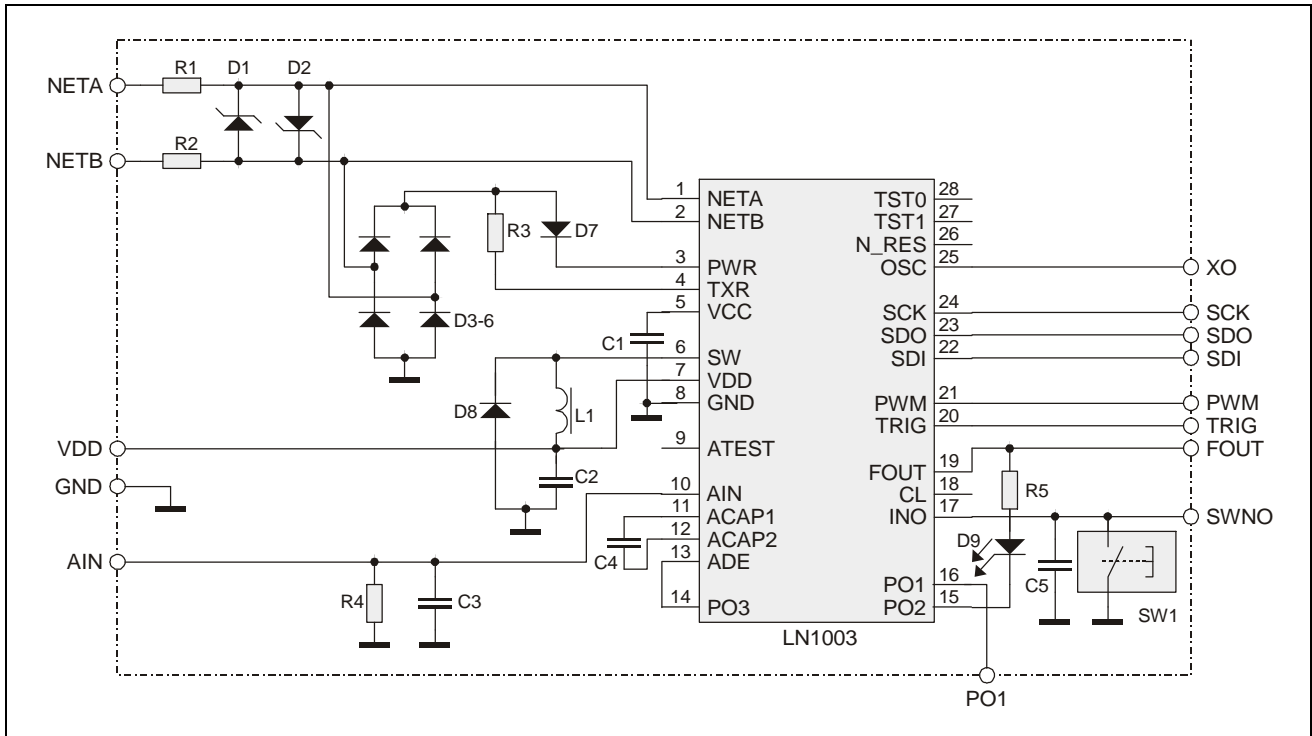 R1
D1
D2
NETA
R2
NETB
1
NETA
28
TST0
2
NETB
27
TST1
26
N_RES
R3
D7
3
PWR
25
OSC
XO
4
TXR
5
VCC
24
SCK
SCK
D3-6
23
SDO
SDO
C1
6
SW
22
SDI
SDI
7
VDD
8
GND
21
PWM
PWM
D8
L1
20
TRIG
TRIG
VDD
9
ATEST
FOUT
19
FOUT
C2
18
CL
R5
GND
10
AIN
17
INO
SWNO
11
ACAP1
12
ACAP2
C4
D9
AIN
13
ADE
16
PO1
C5
R4
C3
14
PO3
15
PO2
SW1
LN1003
PO1